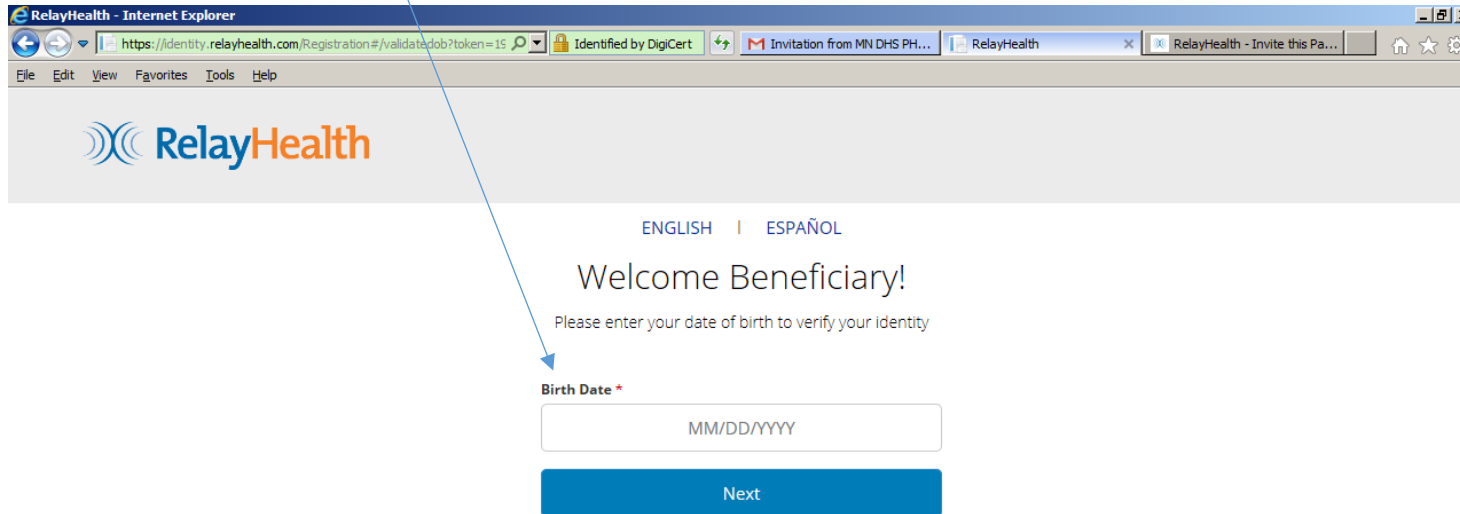 RelayHealth - Internet Explorer
https://identity.relayhealth.com/Registration#/validatedob?token=19 Identified by DigiCert Invitation from MN DHS PH... RelayHealth RelayHealth - Invite this Pa...
File Edit View Favorites Tools Help
RelayHealth
ENGLISH | ESPAÑOL
Welcome Beneficiary!
Please enter your date of birth to verify your identity
Birth Date *
MM/DD/YYYY
Next